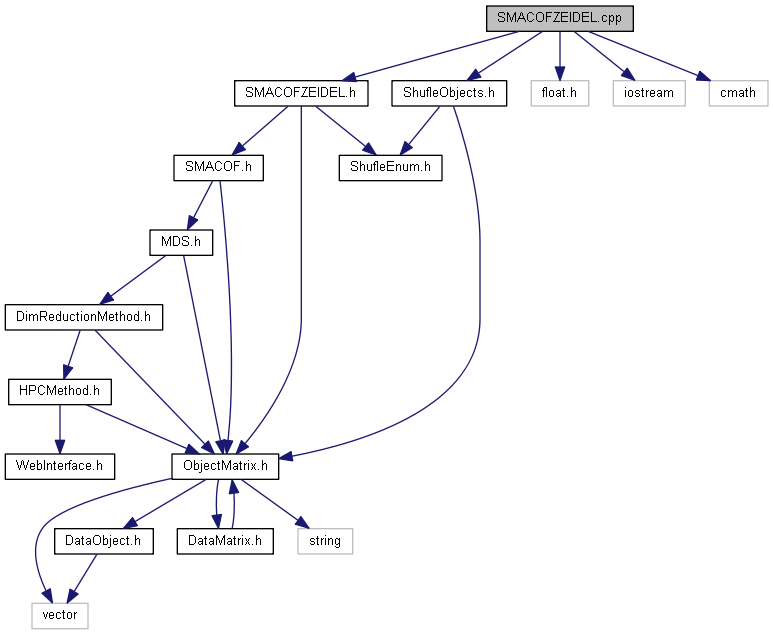 SMACOFZEIDEL.cpp
SMACOFZEIDEL.h
ShufleObjects.h
float.h
iostream
cmath
SMACOF.h
ShufleEnum.h
MDS.h
DimReductionMethod.h
HPCMethod.h
WebInterface.h
ObjectMatrix.h
DataObject.h
DataMatrix.h
string
vector